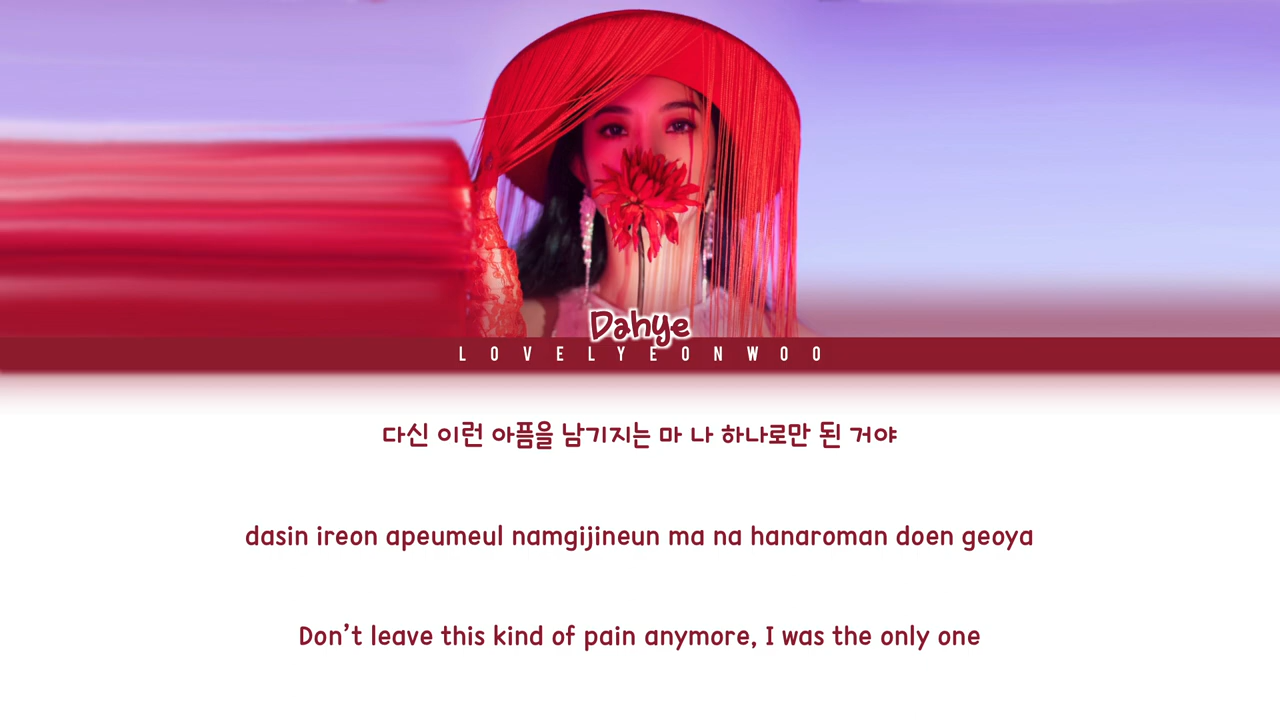 Dahye
LOVELYEONWOO
다신 이런 아픔을 남기지는 마 나 하나로만 된 거야
dasin ireon apeumeul namgijineun ma na hanaroman doen geoya
Don't leave this kind of pain anymore, I was the only one